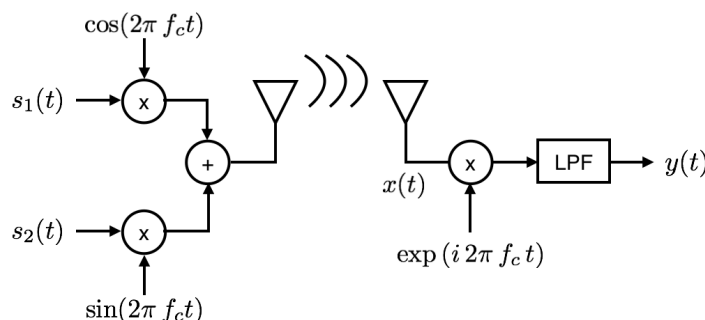 cos(2π f_c t)
s_1(t)
x
+
s_2(t)
x
sin(2π f_c t)
x(t)
x
exp (i 2π f_c t)
LPF
y(t)